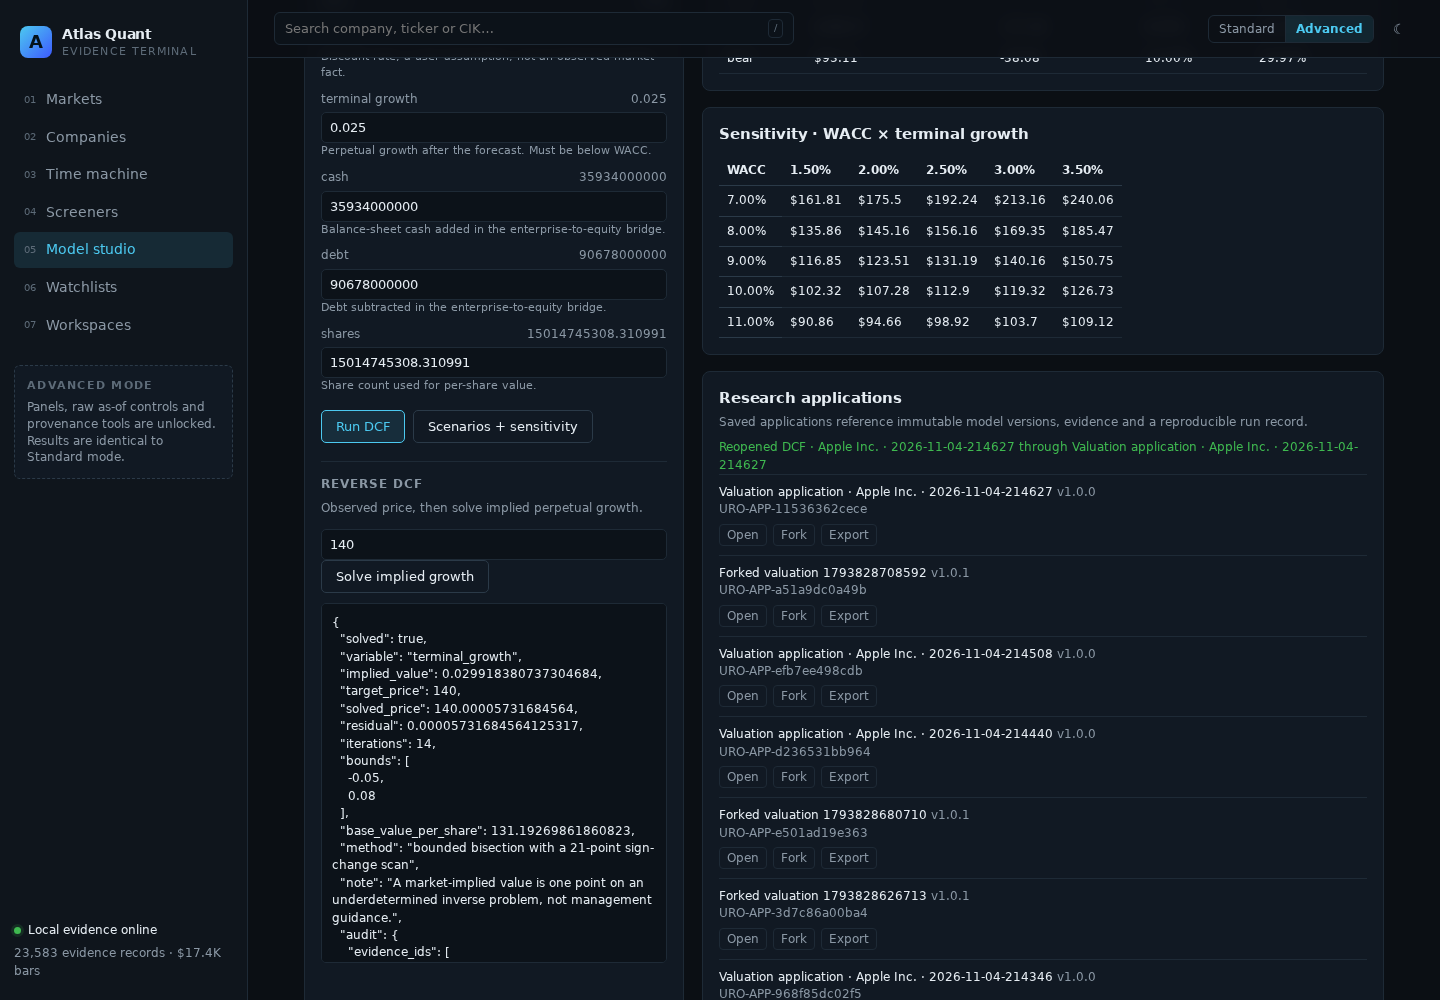 A
Atlas Quant
EVIDENCE TERMINAL
01 Markets
02 Companies
03 Time machine
04 Screeners
05 Model studio
06 Watchlists
07 Workspaces
ADVANCED MODE
Panels, raw as-of controls and
provenance tools are unlocked.
Results are identical to
Standard mode.
Local evidence online
23,583 evidence records · $17.4K
bars
Search company, ticker or CIK...
/
Standard
Advanced
Discount rate, a user assumption, not an observed market
fact.
terminal growth 0.025
0.025
Perpetual growth after the forecast. Must be below WACC.
cash 35934000000
35934000000
Balance-sheet cash added in the enterprise-to-equity bridge.
debt 90678000000
90678000000
Debt subtracted in the enterprise-to-equity bridge.
shares 15014745308.310991
15014745308.310991
Share count used for per-share value.
Run DCF
Scenarios + sensitivity
REVERSE DCF
Observed price, then solve implied perpetual growth.
140
Solve implied growth
{
"solved": true,
"variable": "terminal_growth",
"implied_value": 0.029918380737304684,
"target_price": 140,
"solved_price": 140.00005731684564,
"residual": 0.00005731684564125317,
"iterations": 14,
"bounds": [
-0.05,
0.08
],
"base_value_per_share": 131.19269861860823,
"method": "bounded bisection with a 21-point sign-
change scan",
"note": "A market-implied value is one point on an
underdetermined inverse problem, not management
guidance.",
"audit": {
"evidence_ids": [
bear $93.11 -38.08 10.00% 29.97%
Sensitivity · WACC × terminal growth
WACC 1.50% 2.00% 2.50% 3.00% 3.50%
7.00% $161.81 $175.5 $192.24 $213.16 $240.06
8.00% $135.86 $145.16 $156.16 $169.35 $185.47
9.00% $116.85 $123.51 $131.19 $140.16 $150.75
10.00% $102.32 $107.28 $112.9 $119.32 $126.73
11.00% $90.86 $94.66 $98.92 $103.7 $109.12
Research applications
Saved applications reference immutable model versions, evidence and a reproducible run record.
Reopened DCF · Apple Inc. · 2026-11-04-214627 through Valuation application · Apple Inc. · 2026-11-04-
214627
Valuation application · Apple Inc. · 2026-11-04-214627 v1.0.0
URO-APP-11536362cece
Open Fork Export
Forked valuation 1793828708592 v1.0.1
URO-APP-a51a9dc0a49b
Open Fork Export
Valuation application · Apple Inc. · 2026-11-04-214508 v1.0.0
URO-APP-efb7ee498cdb
Open Fork Export
Valuation application · Apple Inc. · 2026-11-04-214440 v1.0.0
URO-APP-d236531bb964
Open Fork Export
Forked valuation 1793828680710 v1.0.1
URO-APP-e501ad19e363
Open Fork Export
Forked valuation 1793828626713 v1.0.1
URO-APP-3d7c86a00ba4
Open Fork Export
Valuation application · Apple Inc. · 2026-11-04-214346 v1.0.0
URO-APP-968f85dc02f5